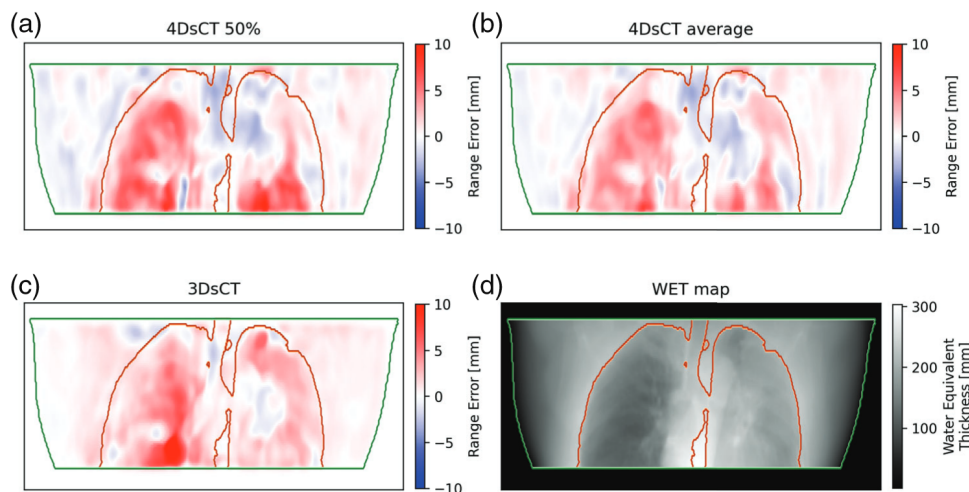 (a)
4DsCT 50%
10
5
0
−5
−10
Range Error [mm]
(b)
4DsCT average
10
5
0
−5
−10
Range Error [mm]
(c)
3DsCT
10
5
0
−5
−10
Range Error [mm]
(d)
WET map
300
200
100
Water Equivalent
Thickness [mm]